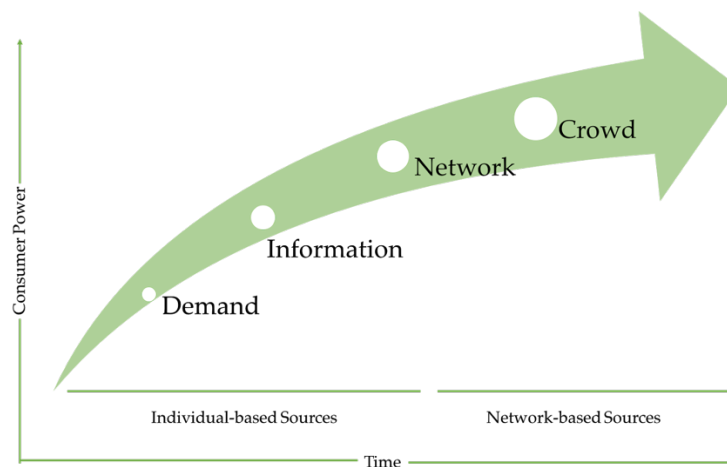 Crowd
Network
Information
Demand
Consumer Power
Individual-based Sources
Network-based Sources
Time